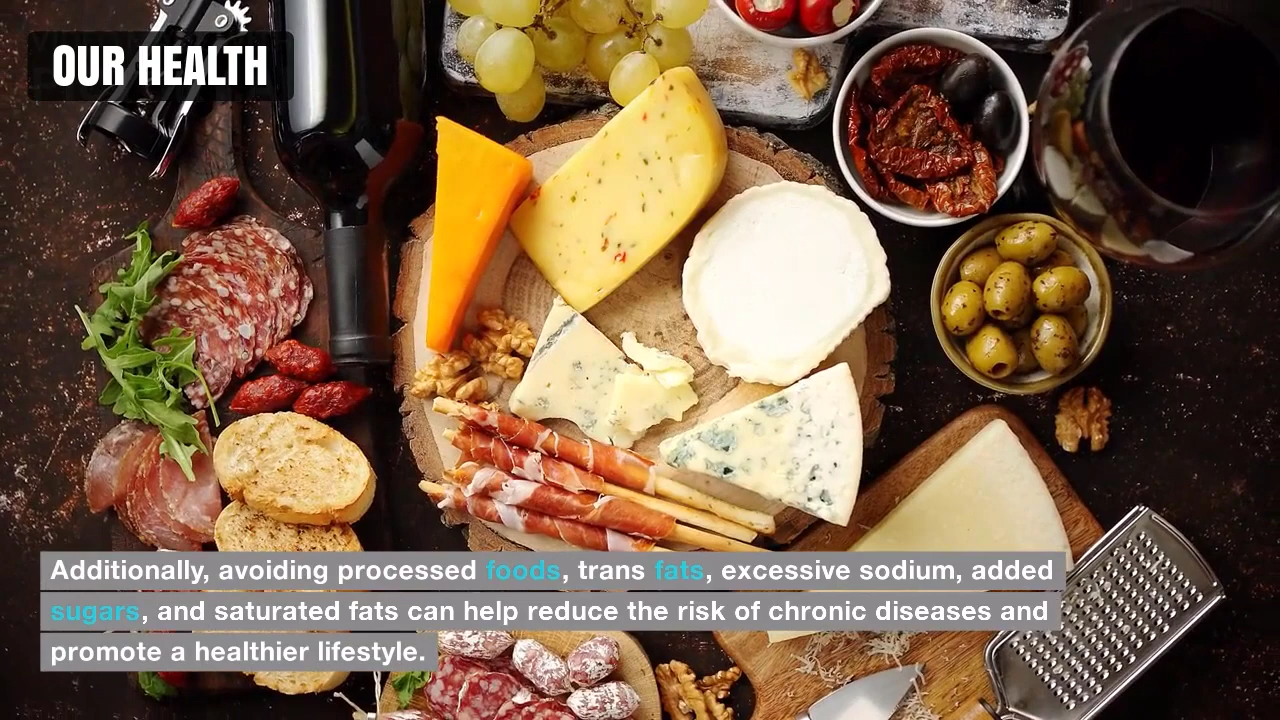 OUR HEALTH
Additionally, avoiding processed foods, trans fats, excessive sodium, added
sugars, and saturated fats can help reduce the risk of chronic diseases and
promote a healthier lifestyle.